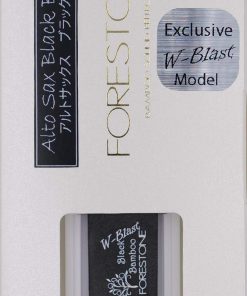 Alto Sax Black B
アルトサックス ブラック
FORESTONE
Exclusive
W-Blast
Model
W-Blast
Black Bamboo
FORESTONE